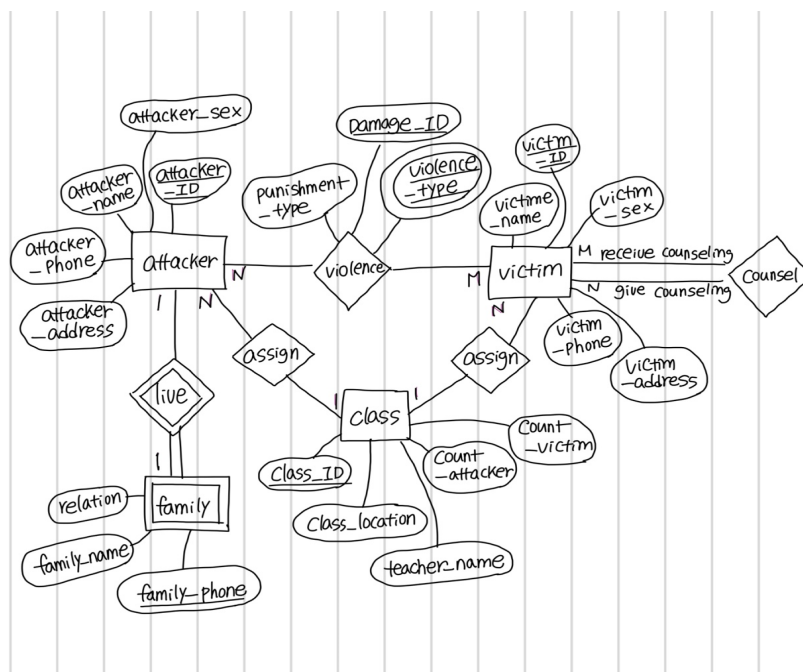 attacker_sex
Damage_ID
victm
_ID
attacker
_name
attacker
_ID
punishment
_type
violence
_type
victime
_name
victim
_sex
attacker
_phone
attacker
N
violence
M
victim
M receive counseling
N give counseling
Counsel
attacker
_address
1
N
N
victim
_phone
victim
_address
assign
assign
live
1
1
class
Count
_victim
1
Class_ID
Count
_attacker
relation
family
Class_location
family_name
teacher_name
family_phone